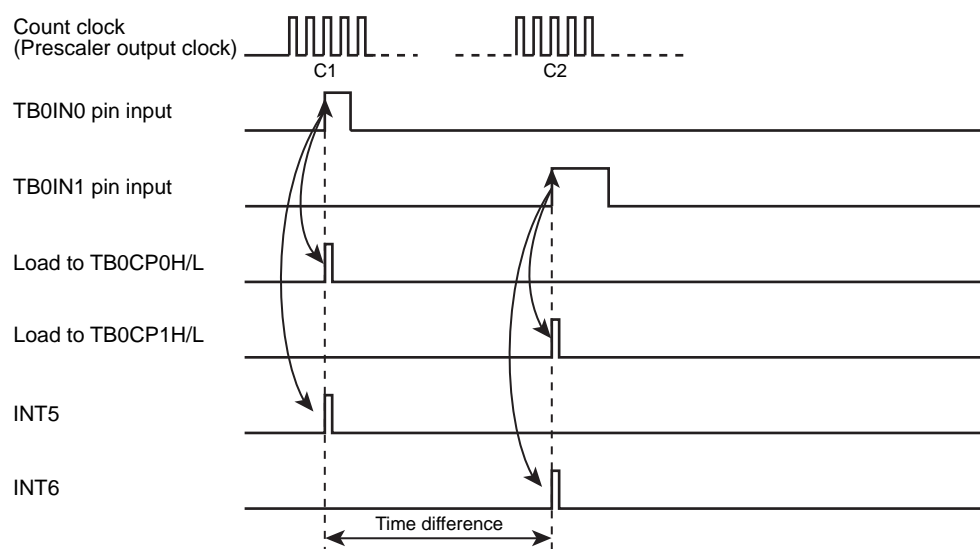 Count clock
(Prescaler output clock)
C1
C2
TB0IN0 pin input
TB0IN1 pin input
Load to TB0CP0H/L
Load to TB0CP1H/L
INT5
INT6
Time difference